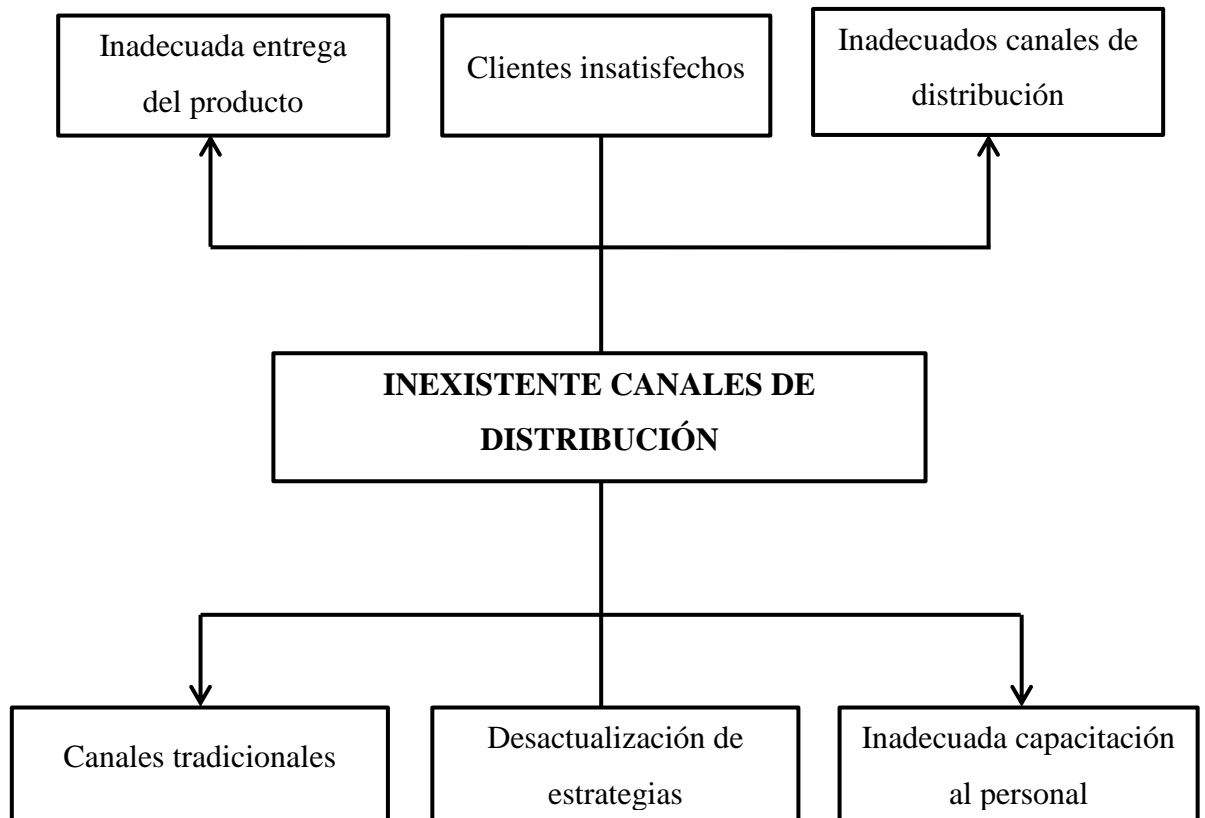 Inadecuada entrega
del producto
Clientes insatisfechos
Inadecuados canales de
distribución
INEXISTENTE CANALES DE
DISTRIBUCIÓN
Canales tradicionales
Desactualización de
estrategias
Inadecuada capacitación
al personal